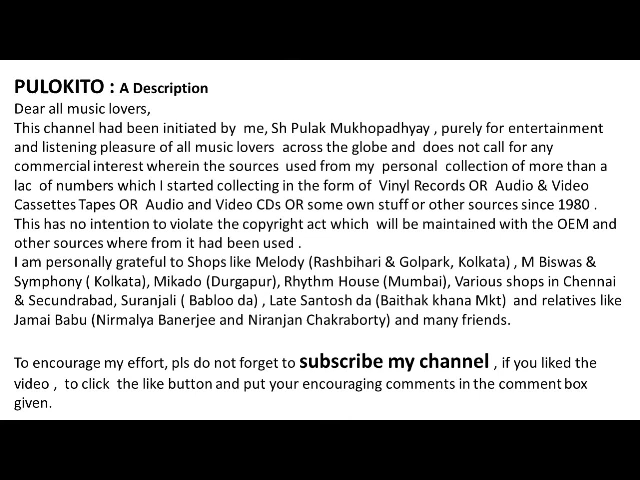 PULOKITO : A Description
Dear all music lovers,
This channel had been initiated by me, Sh Pulak Mukhopadhyay , purely for entertainment
and listening pleasure of all music lovers across the globe and does not call for any
commercial interest wherein the sources used from my personal collection of more than a
lac of numbers which I started collecting in the form of Vinyl Records OR Audio & Video
Cassettes Tapes OR Audio and Video CDs OR some own stuff or other sources since 1980 .
This has no intention to violate the copyright act which will be maintained with the OEM and
other sources where from it had been used .
I am personally grateful to Shops like Melody (Rashbihari & Golpark, Kolkata) , M Biswas &
Symphony ( Kolkata), Mikado (Durgapur), Rhythm House (Mumbai), Various shops in Chennai
& Secundrabad, Suranjali ( Babloo da) , Late Santosh da (Baithak khana Mkt) and relatives like
Jamai Babu (Nirmalya Banerjee and Niranjan Chakraborty) and many friends.
To encourage my effort, pls do not forget to subscribe my channel , if you liked the
video , to click the like button and put your encouraging comments in the comment box
given.